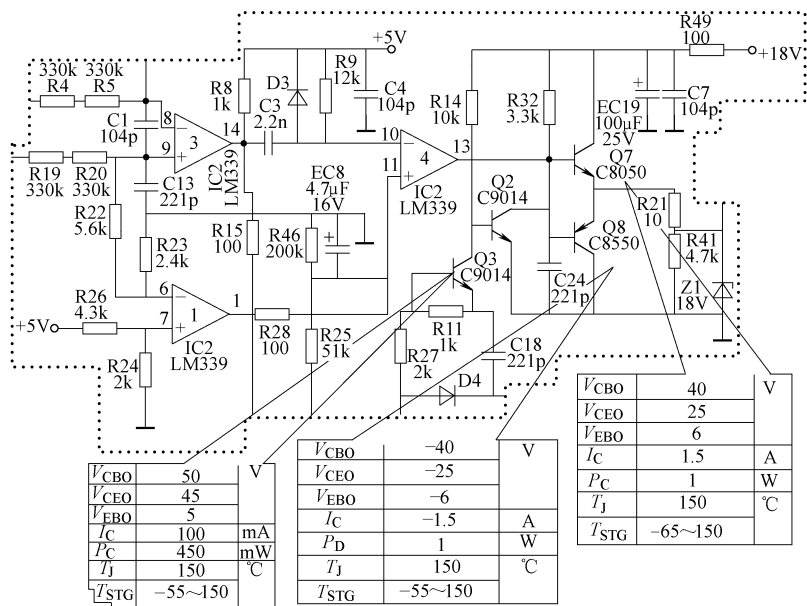 330k 330k
R4 R5
C1
104p
8
−
9
+
3
14
IC2
LM339
R8
1k
D3
C3
2.2n
R9
12k
+5V
C4
104p
R14
10k
R32
3.3k
R49
100
+18V
EC19
100μF
25V
+
C7
104p
10
−
11
+
4
13
IC2
LM339
Q7
C8050
R19 R20
330k 330k
C13
221p
EC8
4.7μF
16V
+
Q2
C9014
R21
10
Q8
C8550
R41
4.7k
R22
5.6k
R23
2.4k
R15
100
R46
200k
Q3
C9014
C24
221p
Z1
18V
R26
4.3k
+5V
6
−
7
+
1
1
IC2
LM339
R28
100
R24
2k
R25
51k
R27
2k
R11
1k
C18
221p
D4
VCBO 50 V
VCEO 45
VEBO 5
IC 100 mA
PC 450 mW
TJ 150 ℃
TSTG −55～150
VCBO −40 V
VCEO −25
VEBO −6
IC −1.5 A
PD 1 W
TJ 150 ℃
TSTG −55～150
VCBO 40 V
VCEO 25
VEBO 6
IC 1.5 A
PC 1 W
TJ 150 ℃
TSTG −65～150